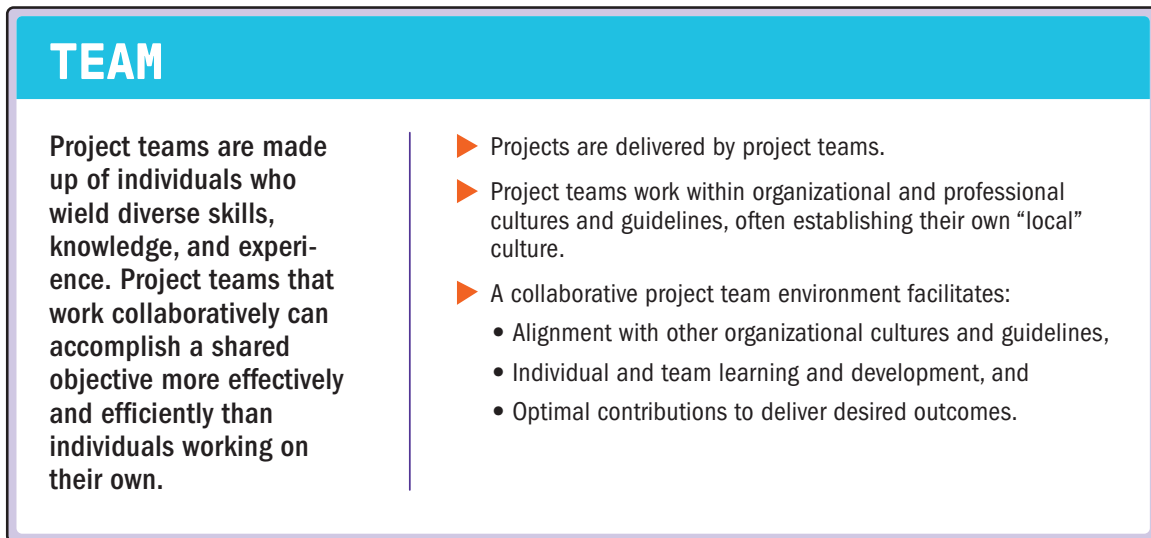 TEAM
Project teams are made
up of individuals who
wield diverse skills,
knowledge, and experi-
ence. Project teams that
work collaboratively can
accomplish a shared
objective more effectively
and efficiently than
individuals working on
their own.
▶ Projects are delivered by project teams.
▶ Project teams work within organizational and professional
cultures and guidelines, often establishing their own “local”
culture.
▶ A collaborative project team environment facilitates:
• Alignment with other organizational cultures and guidelines,
• Individual and team learning and development, and
• Optimal contributions to deliver desired outcomes.